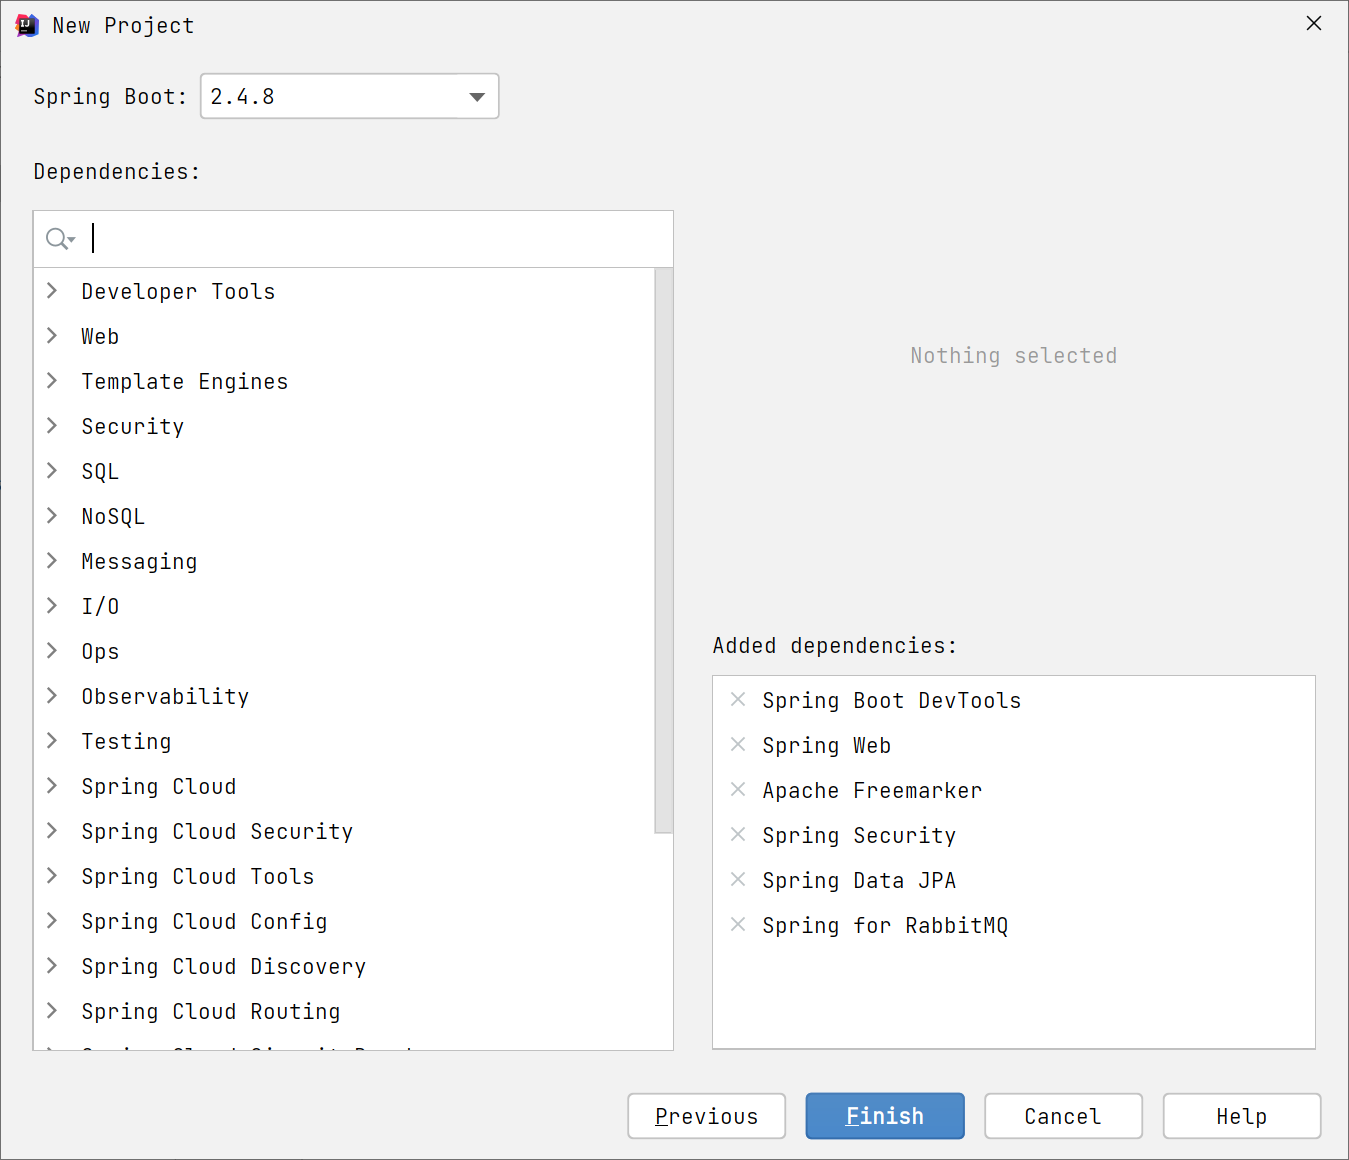 New Project
Spring Boot: 2.4.8
Dependencies:
Developer Tools
Web
Template Engines
Security
SQL
NoSQL
Messaging
I/O
Ops
Observability
Testing
Spring Cloud
Spring Cloud Security
Spring Cloud Tools
Spring Cloud Config
Spring Cloud Discovery
Spring Cloud Routing
Nothing selected
Added dependencies:
Spring Boot DevTools
Spring Web
Apache Freemarker
Spring Security
Spring Data JPA
Spring for RabbitMQ
Previous
Finish
Cancel
Help